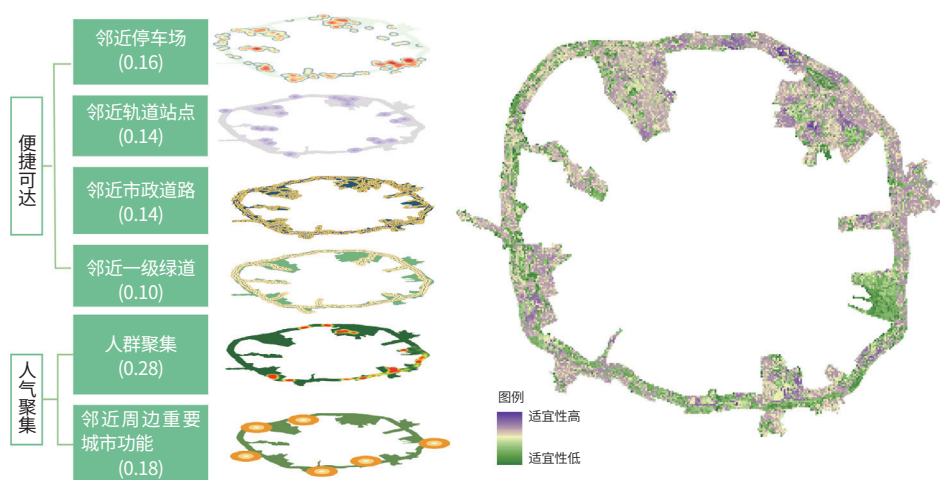 便捷可达
邻近停车场
(0.16)
邻近轨道站点
(0.14)
邻近市政道路
(0.14)
邻近一级绿道
(0.10)
人气聚集
人群聚集
(0.28)
邻近周边重要
城市功能
(0.18)
图例
适宜性高
适宜性低